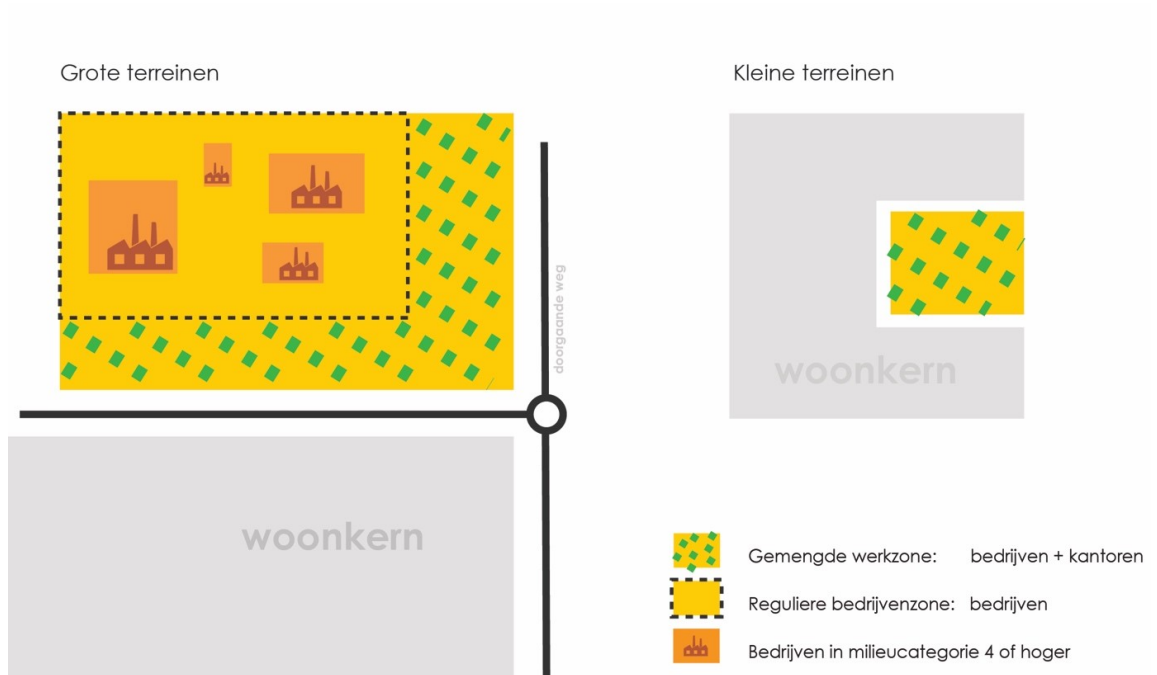 Grote terreinen
Kleine terreinen
doorgaande weg
woonkern
woonkern
Gemengde werkzone: bedrijven + kantoren
Reguliere bedrijvenzone: bedrijven
Bedrijven in milieucategorie 4 of hoger